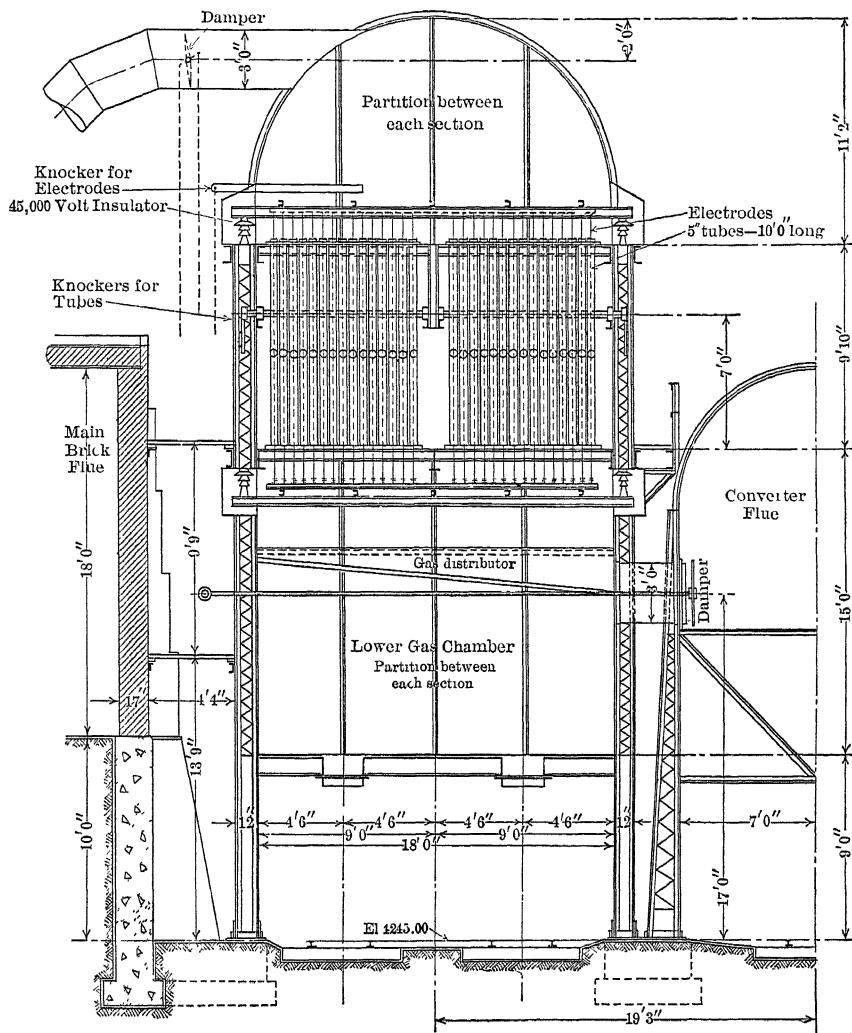 Damper
3'0"
2'0"
Partition between
each section
11'2"
Knocker for
Electrodes
45,000 Volt Insulator
Electrodes
5" tubes—10'0" long
Knockers for
Tubes
7'0"
9'10"
Main
Brick
Flue
Converter
Flue
18'0"
9'9"
Gas distributor
3'0"
Damper
15'0"
Lower Gas Chamber
Partition between
each section
17"
4'4"
13'9"
12"
4'6"
4'6"
4'6"
4'6"
12"
7'0"
9'0"
9'0"
18'0"
10'0"
17'0"
9'0"
El 4243.00
19'3"